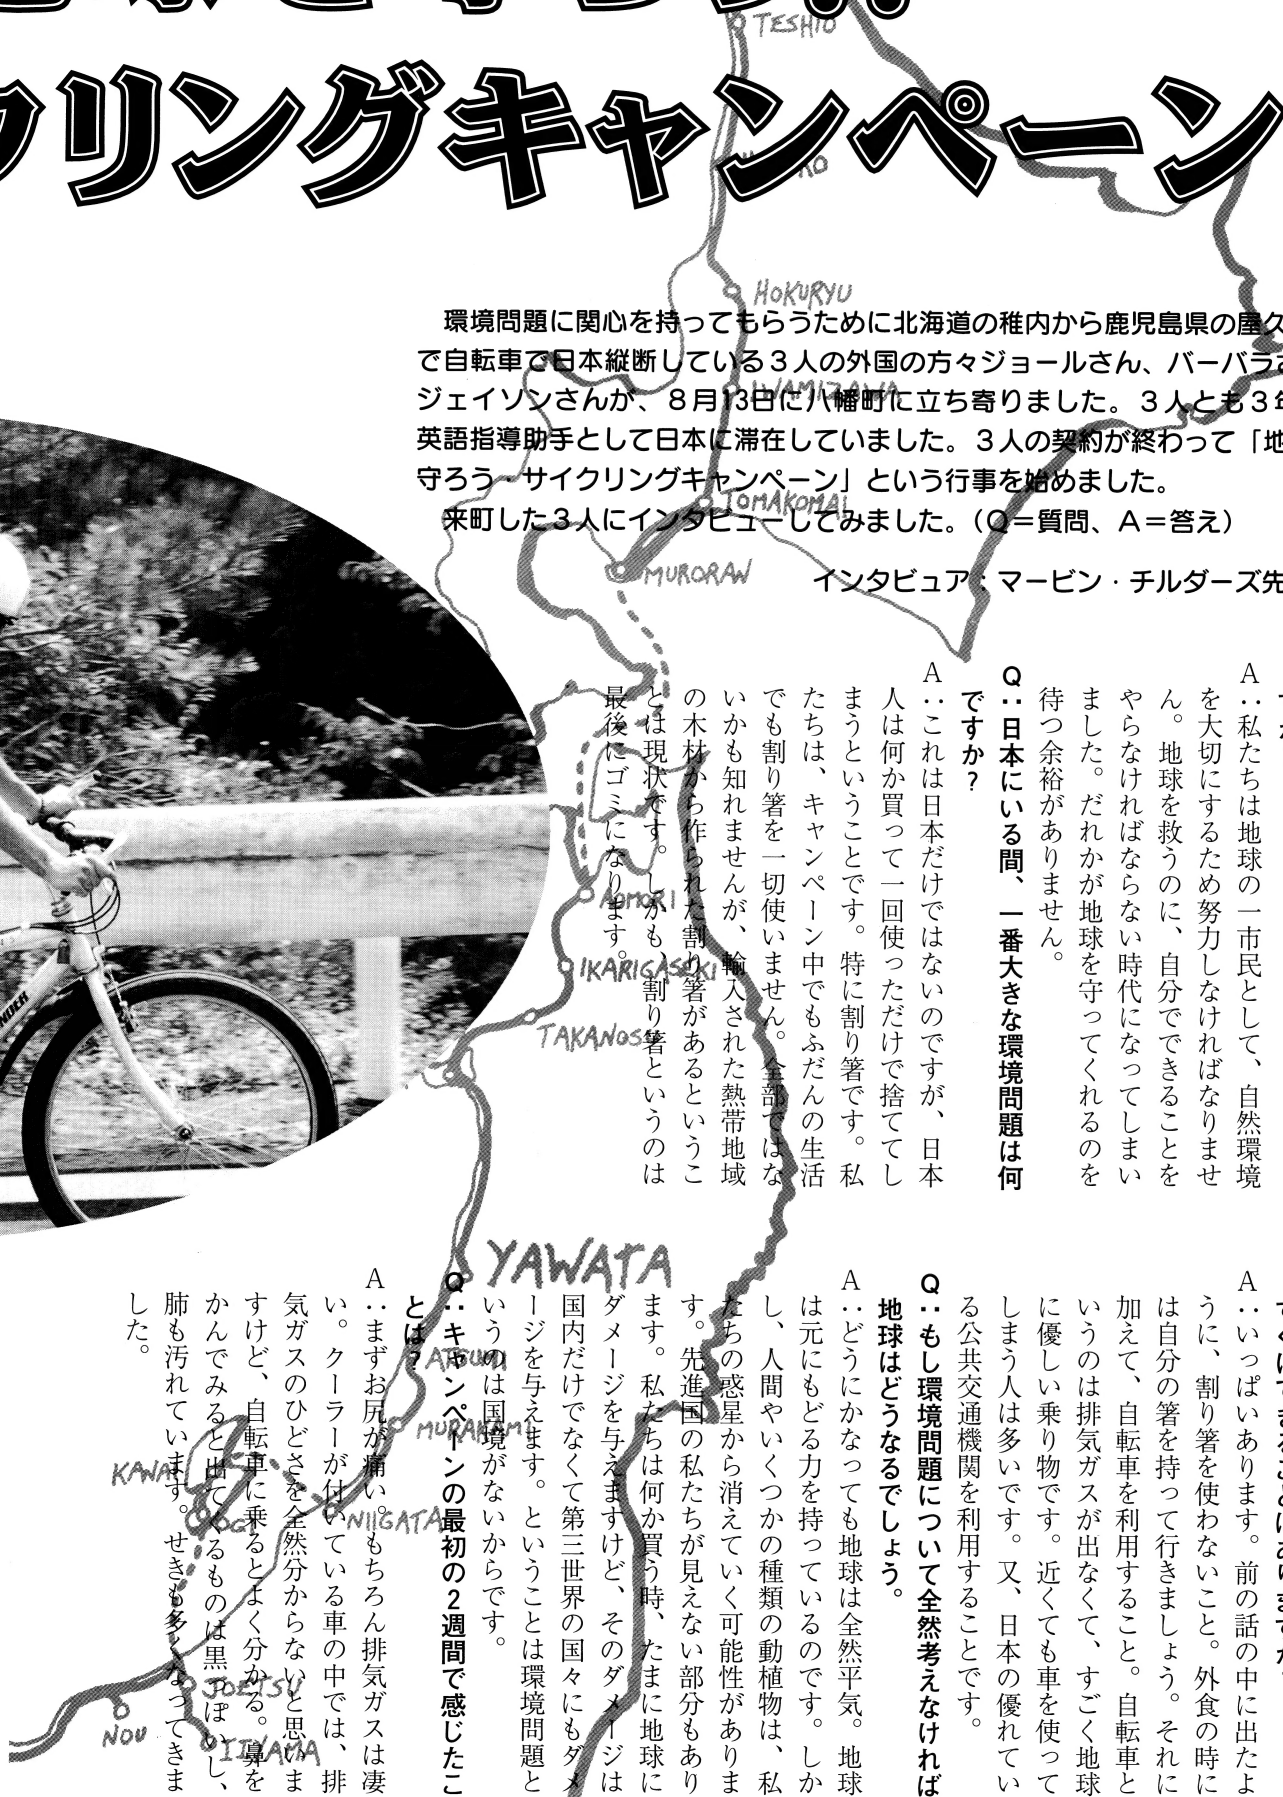 クリングキャンペーン
環境問題に関心を持ってもらうために北海道の稚内から鹿児島県の屋久
で自転車で日本縦断している3人の外国の方々ジョールさん、バーバラさ
ジェイソンさんが、8月13日に八幡町に立ち寄りました。3人とも3年
英語指導助手として日本に滞在していました。3人の契約が終わって「地
守ろう・サイクリングキャンペーン」という行事を始めました。
来町した3人にインタビューしてみました。(Q=質問、A=答え)
インタビュア:マービン・チルダーズ先
A:私たちは地球の一市民として、自然環境
を大切にするため努力しなければなりませ
ん。地球を救うのに、自分でできることを
やらなければならない時代になってしまい
ました。だれかが地球を守ってくれるのを
待つ余裕がありません。
Q:日本にいる間、一番大きな環境問題は何
ですか?
A:これは日本だけではないのですが、日本
人は何か買って一回使っただけで捨ててし
まうということです。特に割り箸です。私
たちは、キャンペーン中でもふだんの生活
でも割り箸を一切使いません。全部ではな
いかも知れませんが、輸入された熱帯地域
の木材から作られた割り箸があるというこ
とは現状です。しかも、割り箸というのは
最後にゴミになります。
A:いっぱいあります。前の話の中に出たよ
うに、割り箸を使わないこと。外食の時に
は自分の箸を持って行きましょう。それに
加えて、自転車を利用すること。自転車と
いうのは排気ガスが出なくて、すごく地球
に優しい乗り物です。近くても車を使って
しまう人は多いです。又、日本の優れてい
る公共交通機関を利用することです。
Q:もし環境問題について全然考えなければ
地球はどうなるでしょう。
A:どうにかなっても地球は全然平気。地球
は元にもどる力を持っているのです。しか
し、人間やいくつかの種類の動植物は、私
たちの惑星から消えていく可能性がありま
す。先進国の私たちが見えない部分もあり
ます。私たちは何か買う時、たまに地球に
ダメージを与えますけど、そのダメージは
国内だけでなくて第三世界の国々にもダメ
ージを与えます。ということは環境問題と
いうのは国境がないからです。
Q:キャンペーンの最初の2週間で感じたこ
とは?
A:まずお尻が痛い。もちろん排気ガスは凄
い。クーラーが付いている車の中では、排
気ガスのひどさを全然分からないと思いま
すけど、自転車に乗るとよく分かる。鼻を
かんでみると出てくるものは黒っぽいし、
肺も汚れています。せきも多くなってきま
した。
TESHIO
HOKURYU
IWAMIZAWA
TOMAKOMAI
MURORAN
AOMORI
IKARIGASEKI
TAKANOSE
YAWATA
ATSUMI
MURAKAMI
NIIGATA
KAWAI
OGI
JOETSU
NOU
IIYAMA